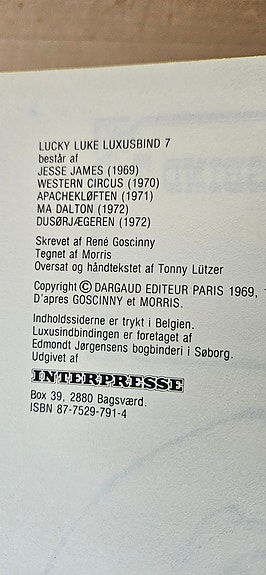 LUCKY LUKE LUXUSBIND 7
består af
JESSE JAMES (1969)
WESTERN CIRCUS (1970)
APACHEKLØFTEN (1971)
MA DALTON (1972)
DUSØRJÆGEREN (1972)
Skrevet af René Goscinny
Tegnet af Morris
Oversat og håndtekstet af Tonny Lützer
Copyright © DARGAUD EDITEUR PARIS 1969,
D'apres GOSCINNY et MORRIS.
Indholdssiderne er trykt i Belgien.
Luxusindbindingen er foretaget af
Edmondt Jørgensens bogbinderi i Søborg.
Udgivet af
INTERPRESSE
Box 39, 2880 Bagsværd.
ISBN 87-7529-791-4